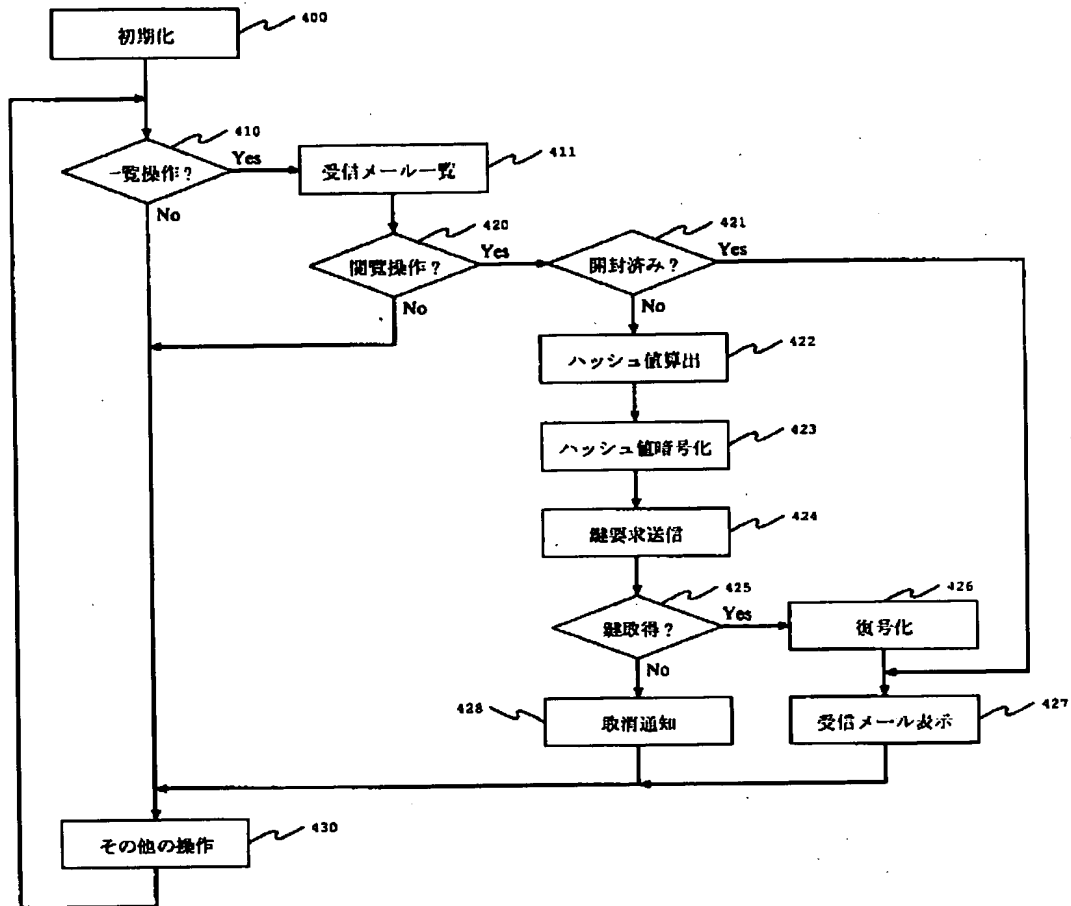 初期化
400
410
一覧操作？
Yes
No
受信メール一覧
411
420
閲覧操作？
Yes
No
421
開封済み？
Yes
No
ハッシュ値算出
422
ハッシュ値暗号化
423
鍵要求送信
424
425
鍵取得？
Yes
No
426
復号化
428
取消通知
受信メール表示
427
その他の操作
430